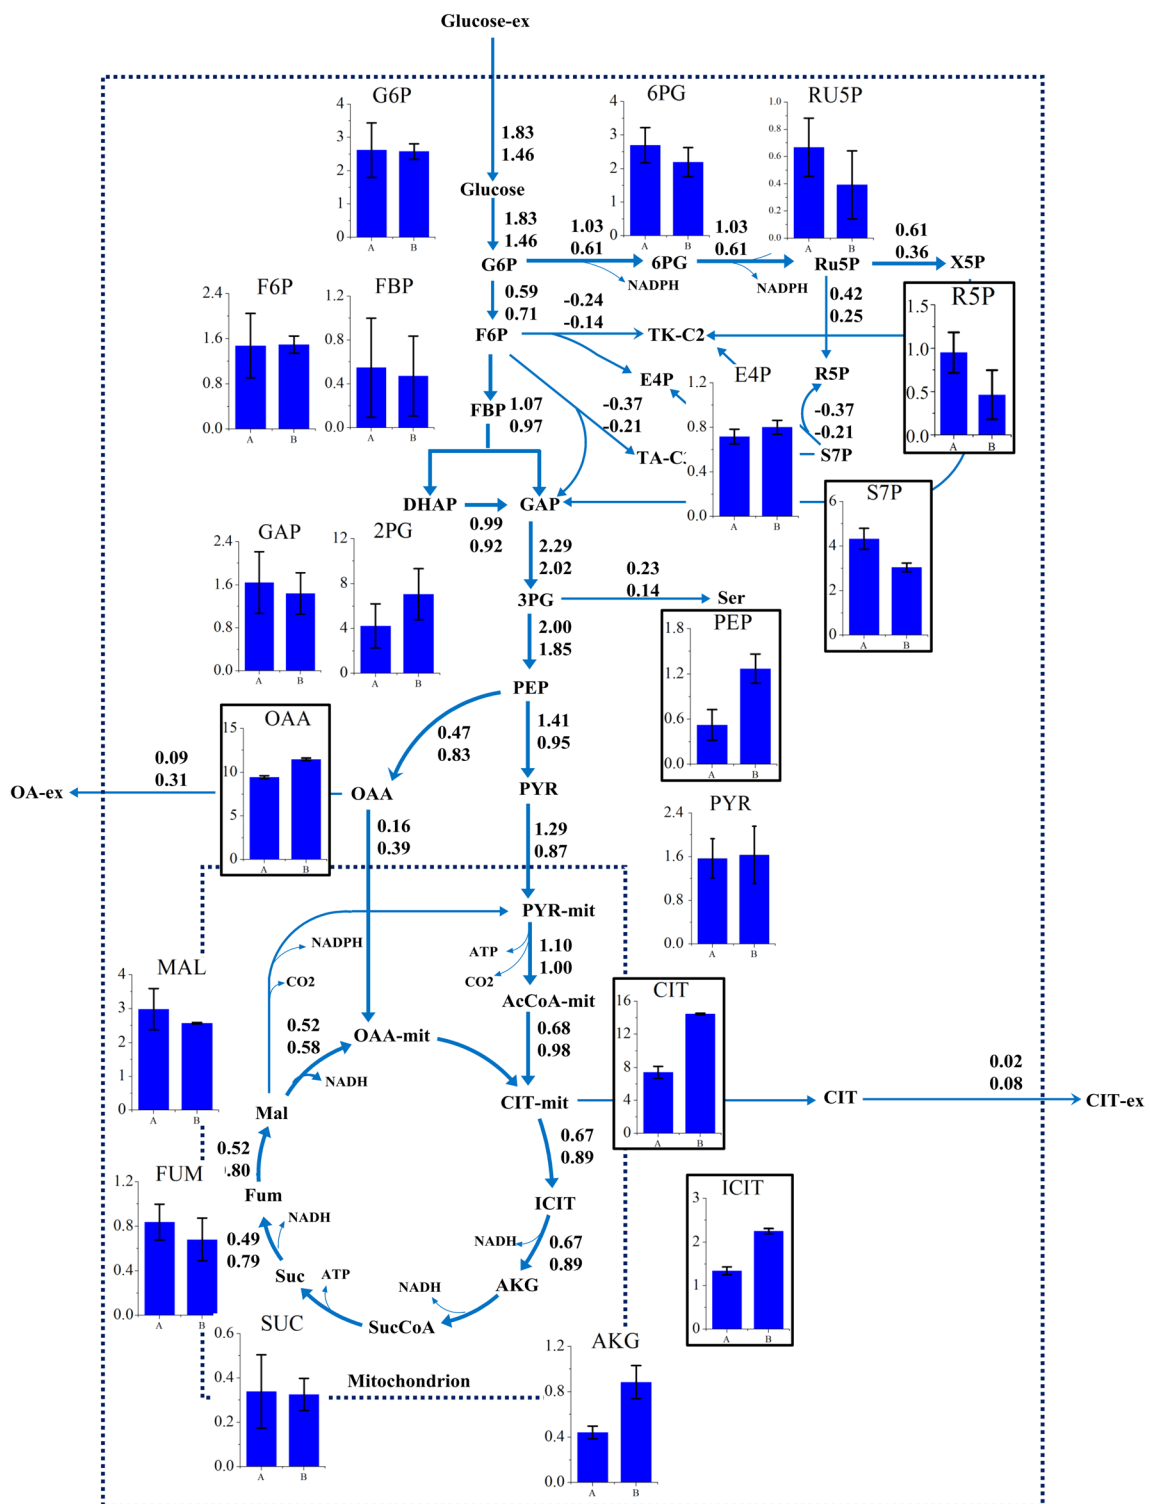 Glucose-ex
G6P
4
3
2
1
0
A
B
1.83
1.46
6PG
4
3
2
1
0
A
B
RU5P
1.0
0.8
0.6
0.4
0.2
0.0
A
B
Glucose
1.83
1.46
G6P
1.03
0.61
NADPH
6PG
1.03
0.61
NADPH
Ru5P
0.61
0.36
X5P
F6P
2.4
1.6
0.8
0.0
A
B
FBP
1.2
0.8
0.4
0.0
A
B
0.59
0.71
F6P
-0.24
-0.14
TK-C2
0.42
0.25
R5P
R5P
1.5
1.0
0.5
0.0
A
B
E4P
E4P
1.2
0.8
0.4
0.0
A
B
FBP
1.07
0.97
-0.37
-0.21
TA-C
-0.37
-0.21
S7P
DHAP
0.99
0.92
GAP
S7P
6
4
2
0
A
B
GAP
2.4
1.6
0.8
0.0
A
B
2PG
12
8
4
0
A
B
2.29
2.02
3PG
0.23
0.14
Ser
2.00
1.85
PEP
PEP
1.8
1.2
0.6
0.0
A
B
OAA
15
10
5
0
A
B
0.47
0.83
1.41
0.95
0.09
0.31
OA-ex
OAA
PYR
PYR
2.4
1.6
0.8
0.0
A
B
0.16
0.39
1.29
0.87
PYR-mit
NADPH
CO2
ATP
CO2
1.10
1.00
MAL
4
3
2
1
0
A
B
AcCoA-mit
CIT
16
12
8
4
0
A
B
0.52
0.58
OAA-mit
0.68
0.98
NADH
Mal
CIT-mit
CIT
0.02
0.08
CIT-ex
0.52
.80
0.67
0.89
FUM
1.2
0.8
0.4
0.0
A
B
Fum
ICIT
ICIT
3
2
1
0
A
B
0.49
0.79
NADH
NADH
0.67
0.89
Suc
ATP
NADH
AKG
SucCoA
SUC
0.6
0.4
0.2
0.0
A
B
Mitochondrion
AKG
1.2
0.8
0.4
0.0
A
B